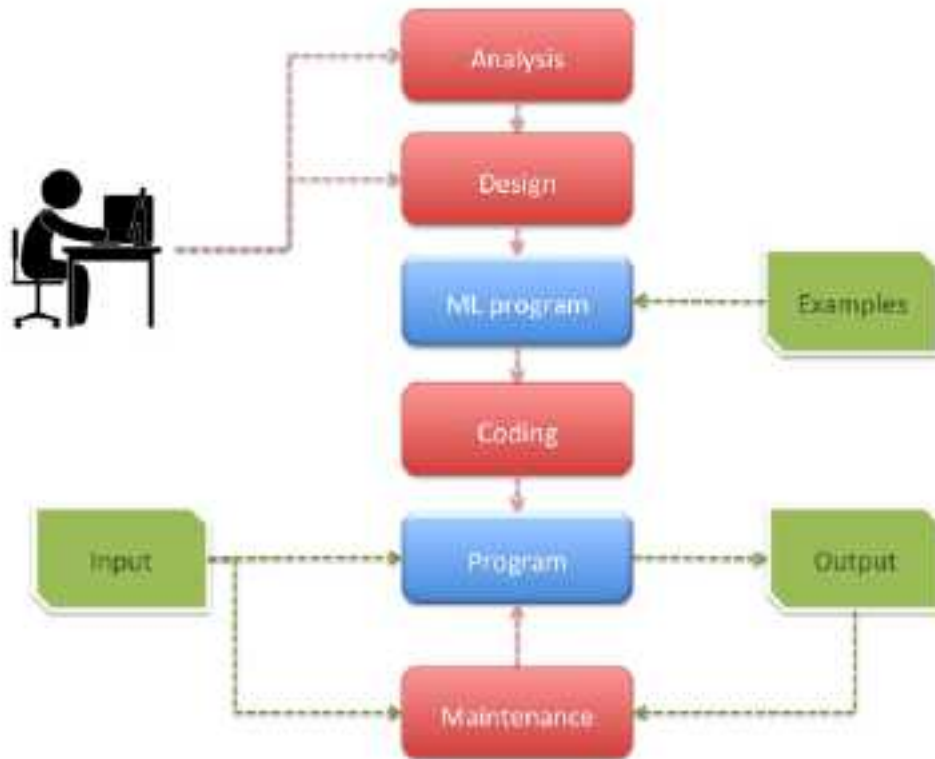 Analysis
Design
ML program
Examples
Coding
Input
Program
Output
Maintenance